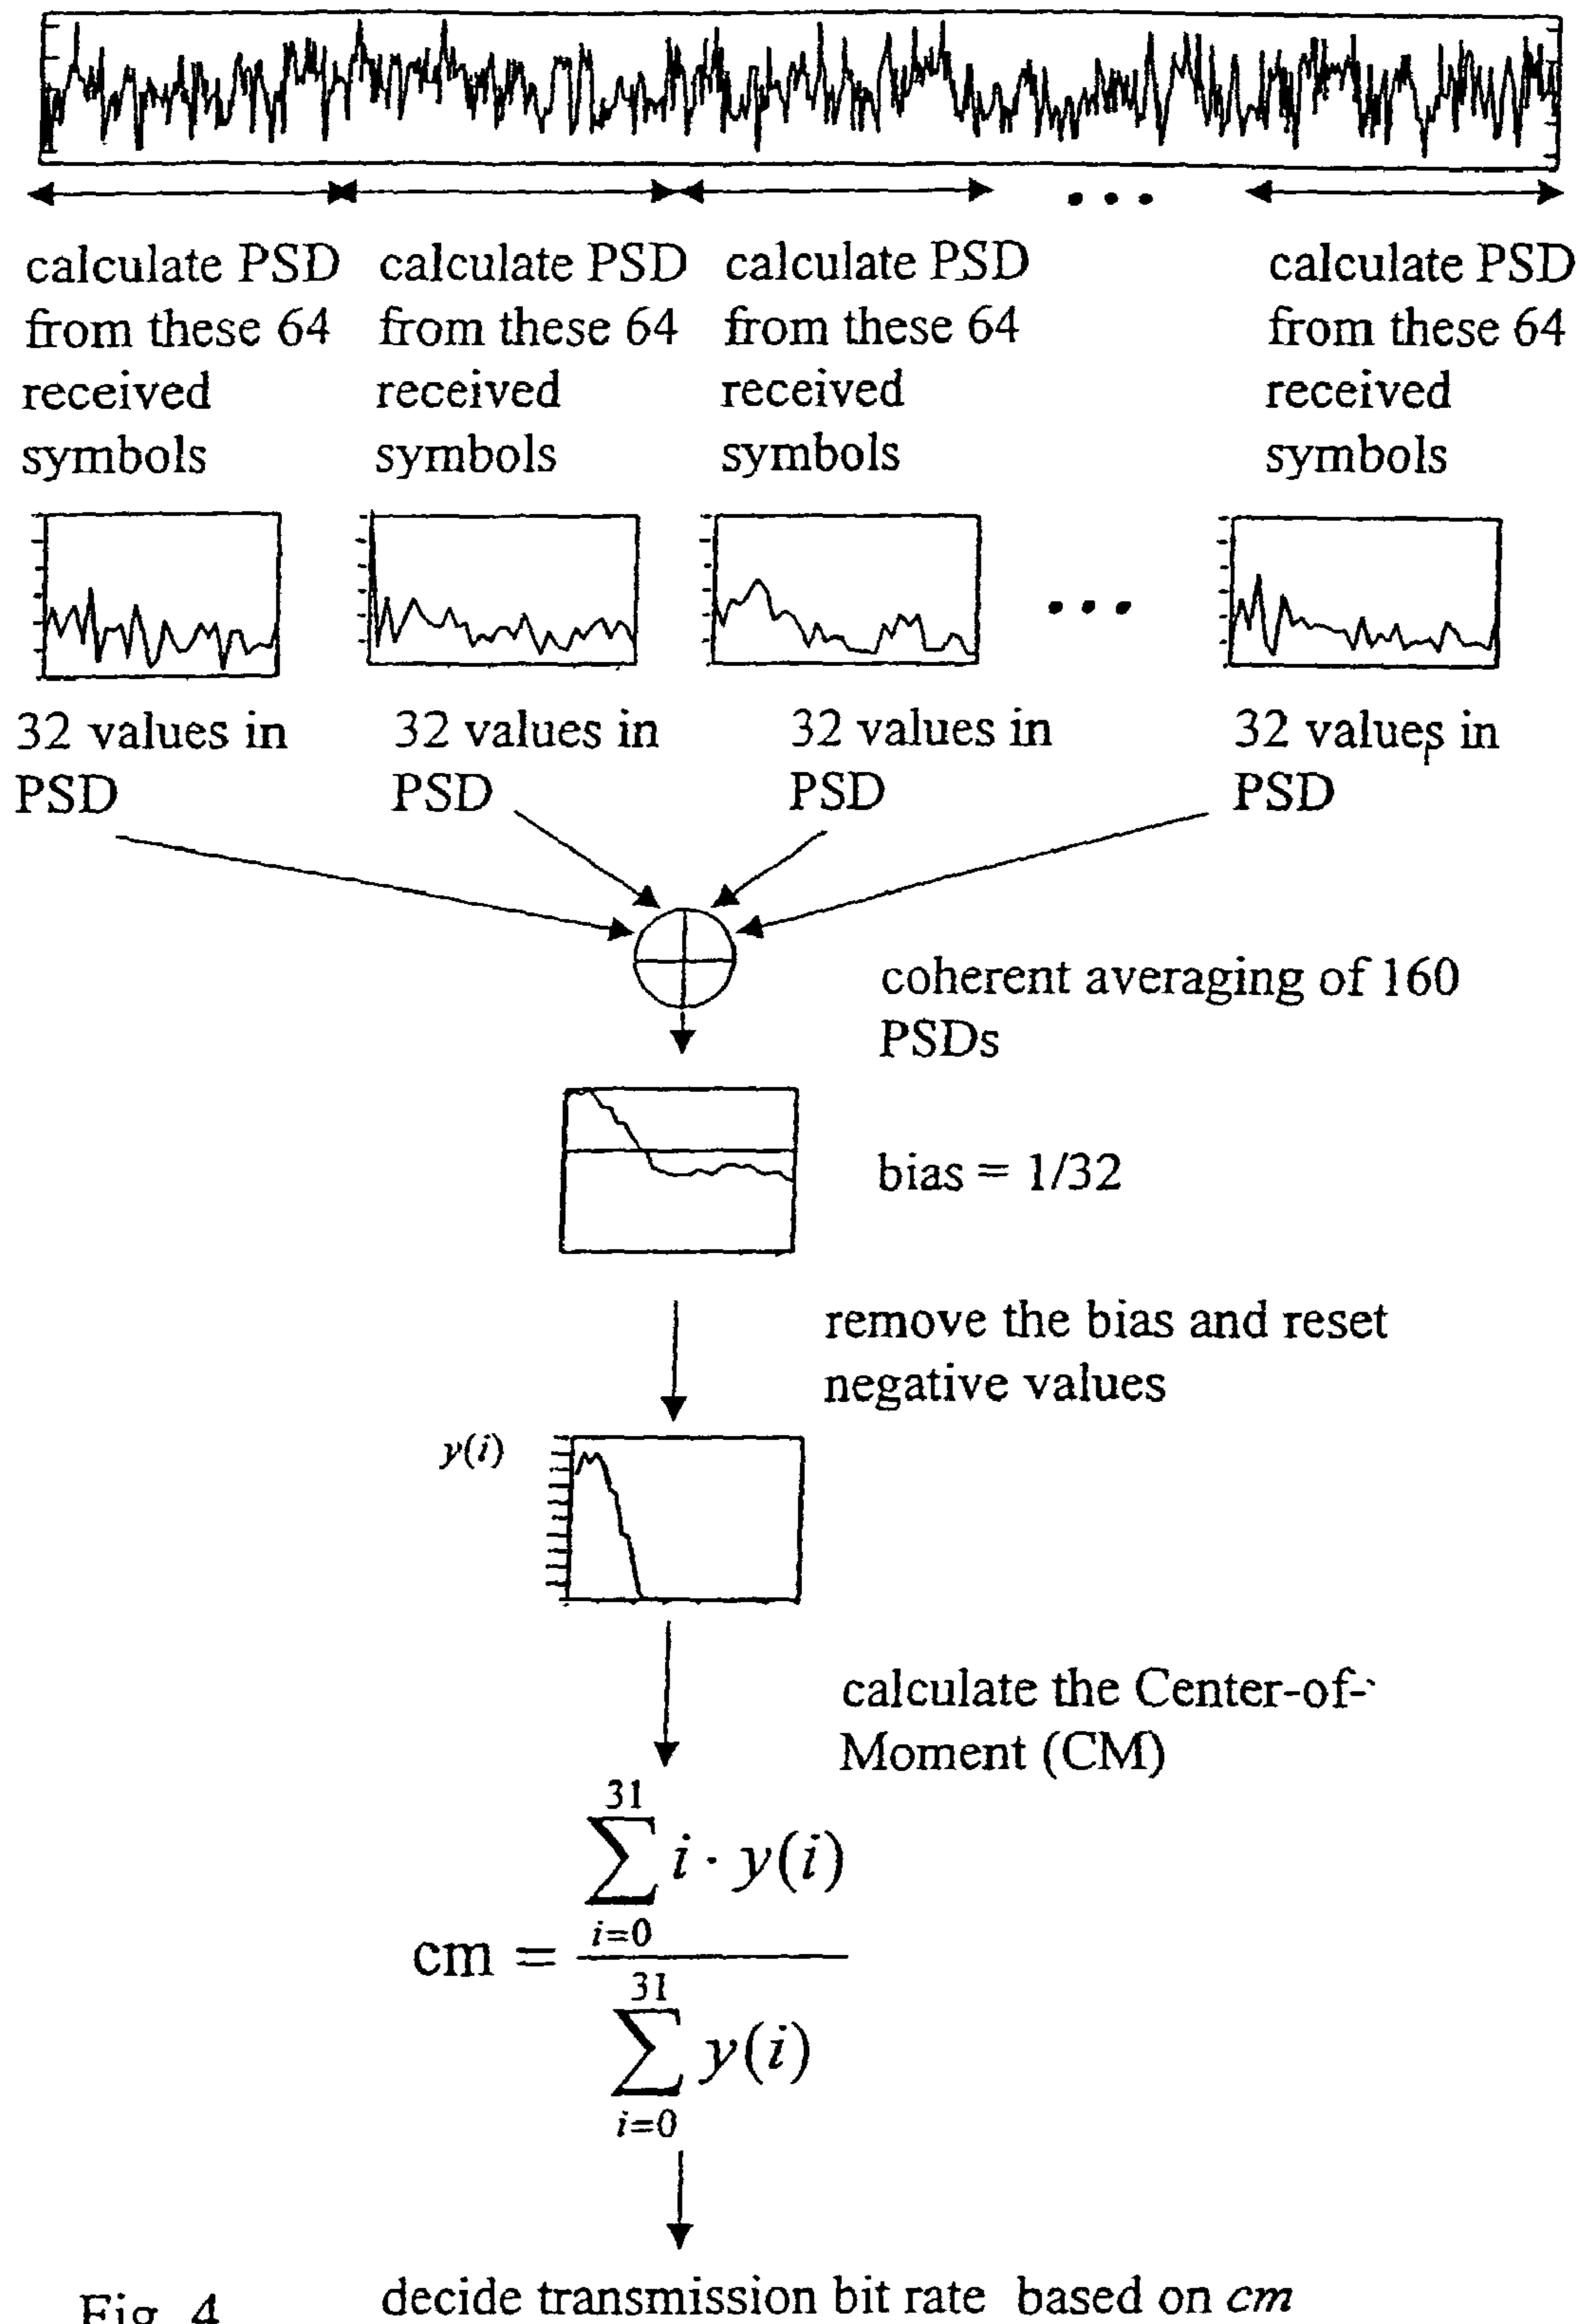 calculate PSD from these 64 received symbols
calculate PSD from these 64 received symbols
calculate PSD from these 64 received symbols
• • •
calculate PSD from these 64 received symbols
32 values in PSD
32 values in PSD
32 values in PSD
• • •
32 values in PSD
coherent averaging of 160
PSDs
bias = 1/32
remove the bias and reset
negative values
y(i)
calculate the Center-of-
Moment (CM)
31
∑ i · y(i)
i=0
cm =
31
∑ y(i)
i=0
decide transmission bit rate based on cm
Fig. 4